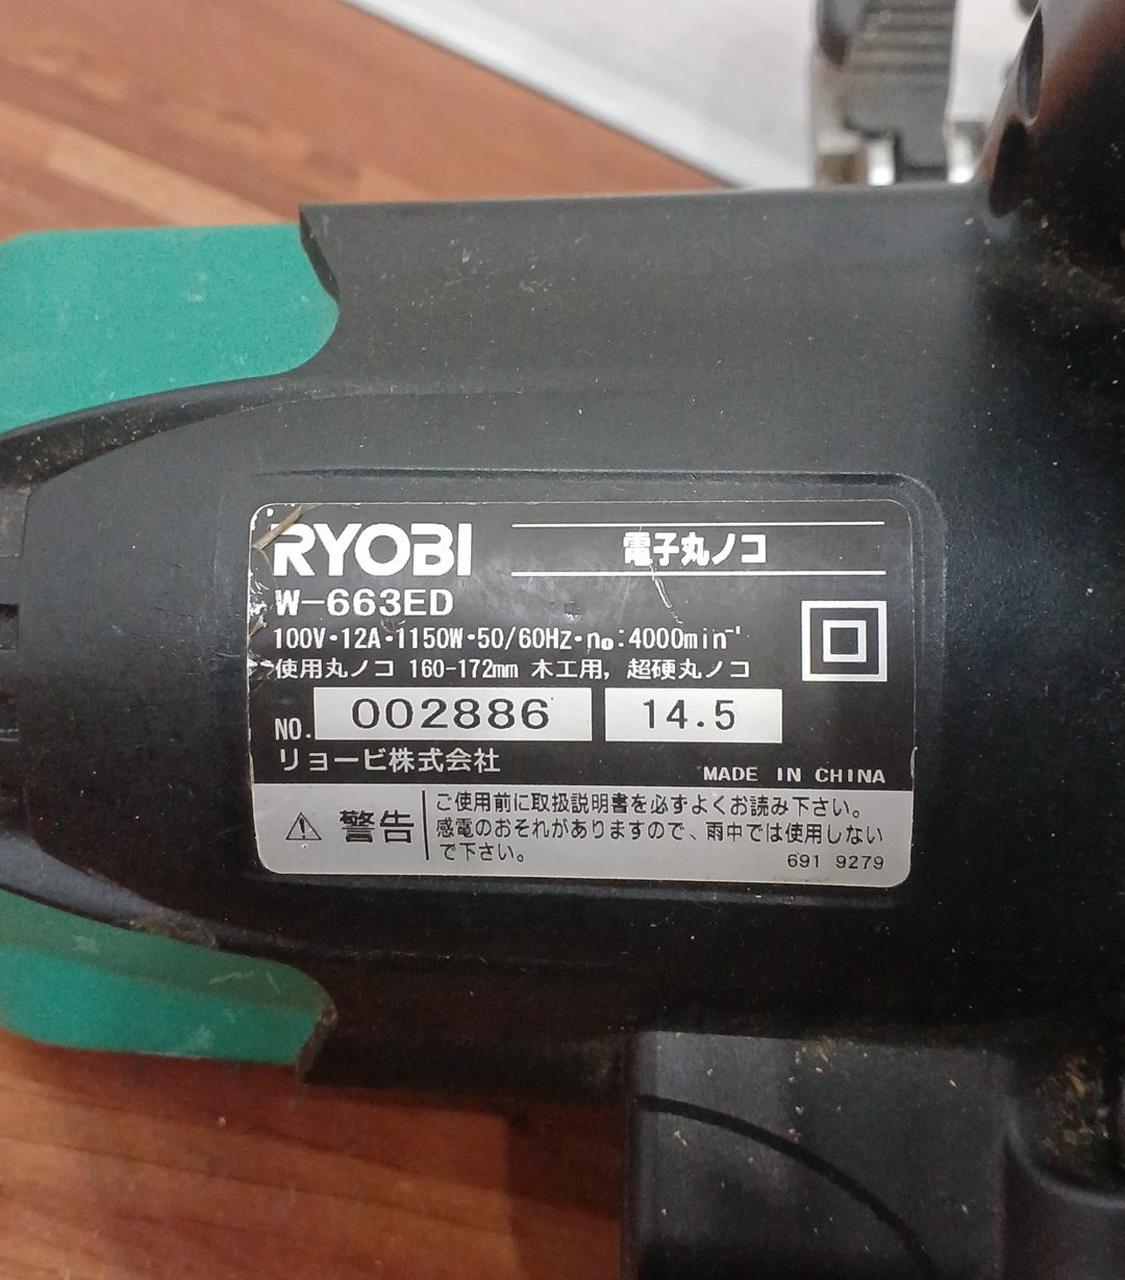 RYOBI 電子丸ノコ
W-663ED
100V・12A・1150W・50/60Hz・n₀:4000min⁻¹
使用丸ノコ 160-172mm 木工用, 超硬丸ノコ
NO. 002886 14.5
リョービ株式会社
MADE IN CHINA
⚠ 警告
ご使用前に取扱説明書を必ずよくお読み下さい。
感電のおそれがありますので、雨中では使用しない
で下さい。
691 9279